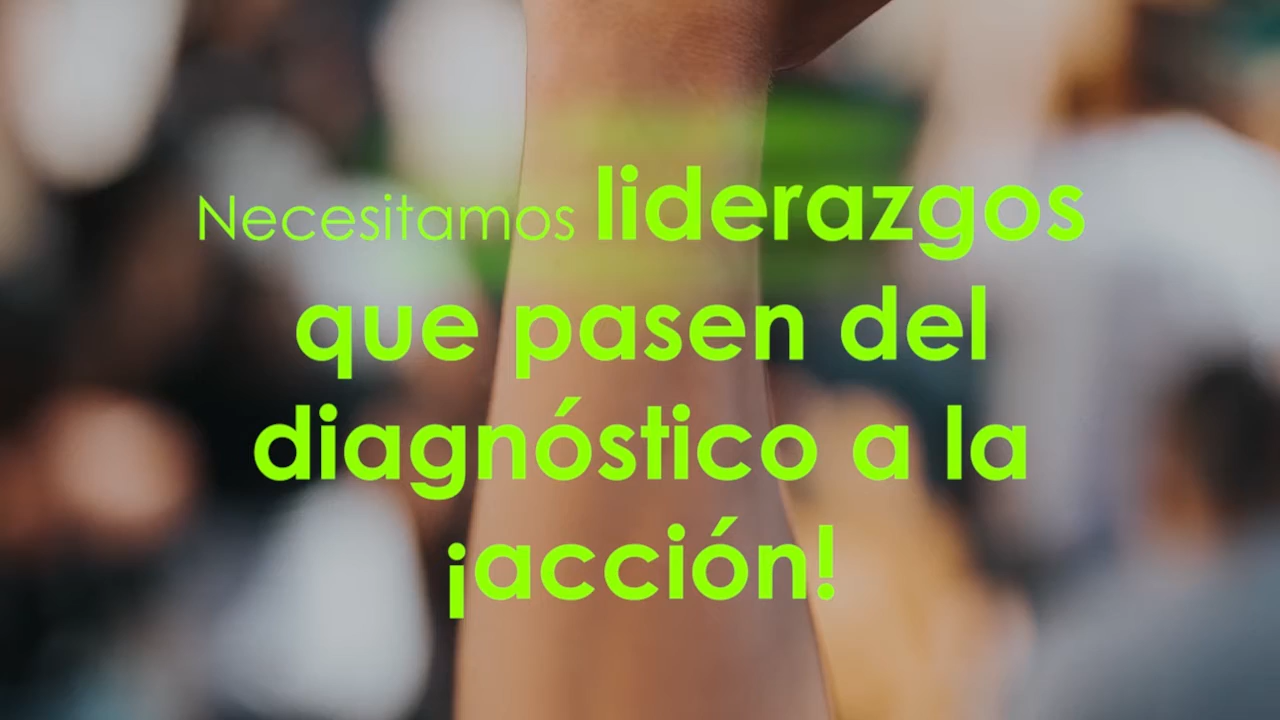 Necesitamos liderazgos
que pasen del
diagnóstico a la
¡acción!